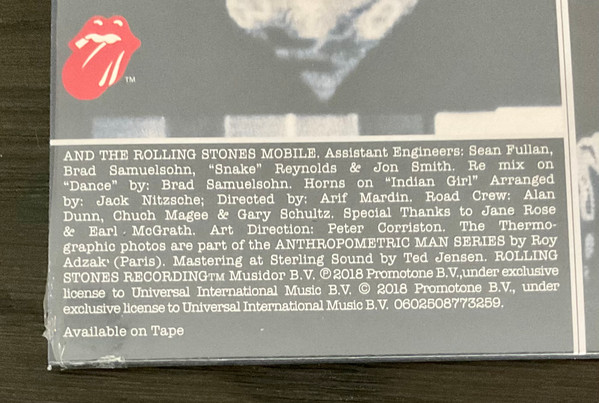 TM
AND THE ROLLING STONES MOBILE. Assistant Engineers: Sean Fullan,
Brad Samuelsohn, "Snake" Reynolds & Jon Smith. Re mix on
"Dance" by: Brad Samuelsohn. Horns on "Indian Girl" Arranged
by: Jack Nitzsche; Directed by: Arif Mardin. Road Crew: Alan
Dunn, Chuch Magee & Gary Schultz. Special Thanks to Jane Rose
& Earl McGrath. Art Direction: Peter Corriston. The Thermo-
graphic photos are part of the ANTHROPOMETRIC MAN SERIES by Roy
Adzak (Paris). Mastering at Sterling Sound by Ted Jensen. ROLLING
STONES RECORDING™ Musidor B.V. ℗ 2018 Promotone B.V., under exclusive
license to Universal International Music B.V. © 2018 Promotone B.V., under
exclusive license to Universal International Music B.V. 0602508773259.
Available on Tape